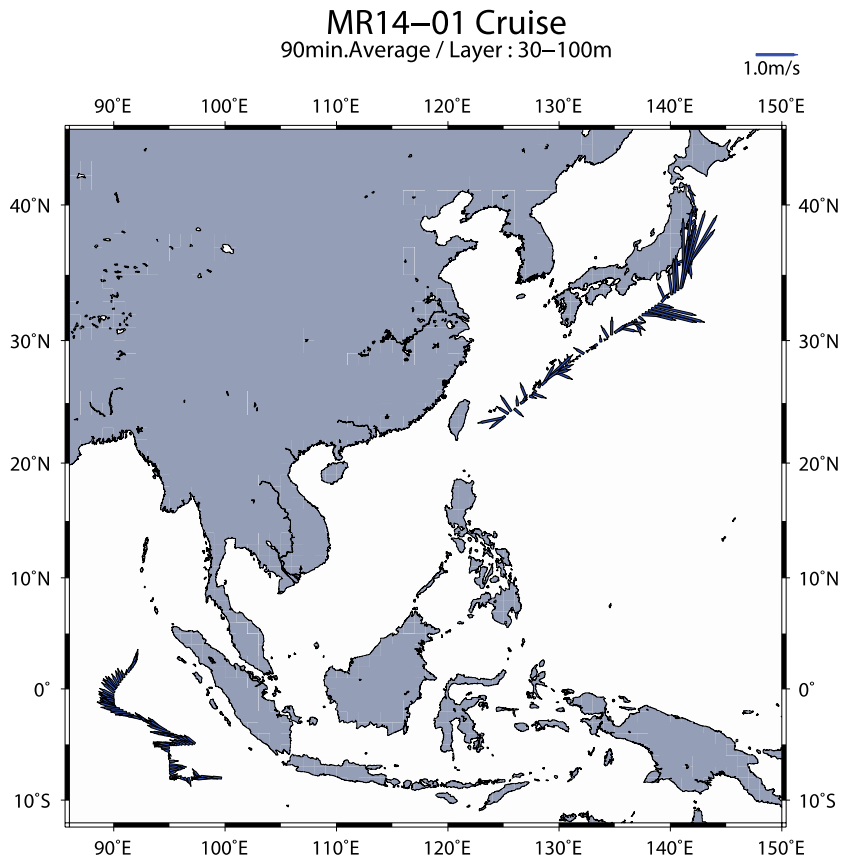 MR14−01 Cruise
90min.Average / Layer : 30−100m
1.0m/s
90˚E 100˚E 110˚E 120˚E 130˚E 140˚E 150˚E
40˚N 40˚N
30˚N 30˚N
20˚N 20˚N
10˚N 10˚N
0˚ 0˚
10˚S 10˚S
90˚E 100˚E 110˚E 120˚E 130˚E 140˚E 150˚E